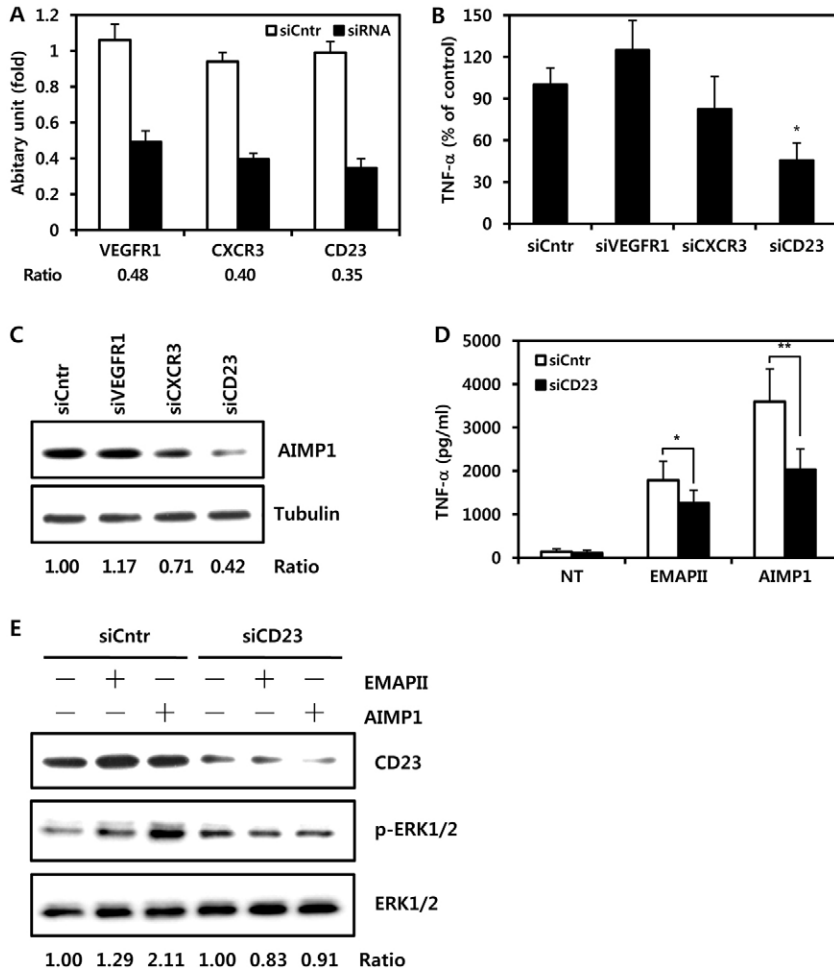 A
Abitary unit (fold)
1.2
1
0.8
0.6
0.4
0.2
0
siCntr siRNA
VEGFR1 CXCR3 CD23
Ratio 0.48 0.40 0.35
B
TNF-α (% of control)
150
120
90
60
30
0
*
siCntr siVEGFR1 siCXCR3 siCD23
C
siCntr siVEGFR1 siCXCR3 siCD23
AIMP1
Tubulin
1.00 1.17 0.71 0.42 Ratio
D
TNF-α (pg/ml)
5000
4000
3000
2000
1000
0
siCntr
siCD23
*
**
NT EMAPII AIMP1
E
siCntr siCD23
— + — — + — EMAPII
— — + — — + AIMP1
CD23
p-ERK1/2
ERK1/2
1.00 1.29 2.11 1.00 0.83 0.91 Ratio